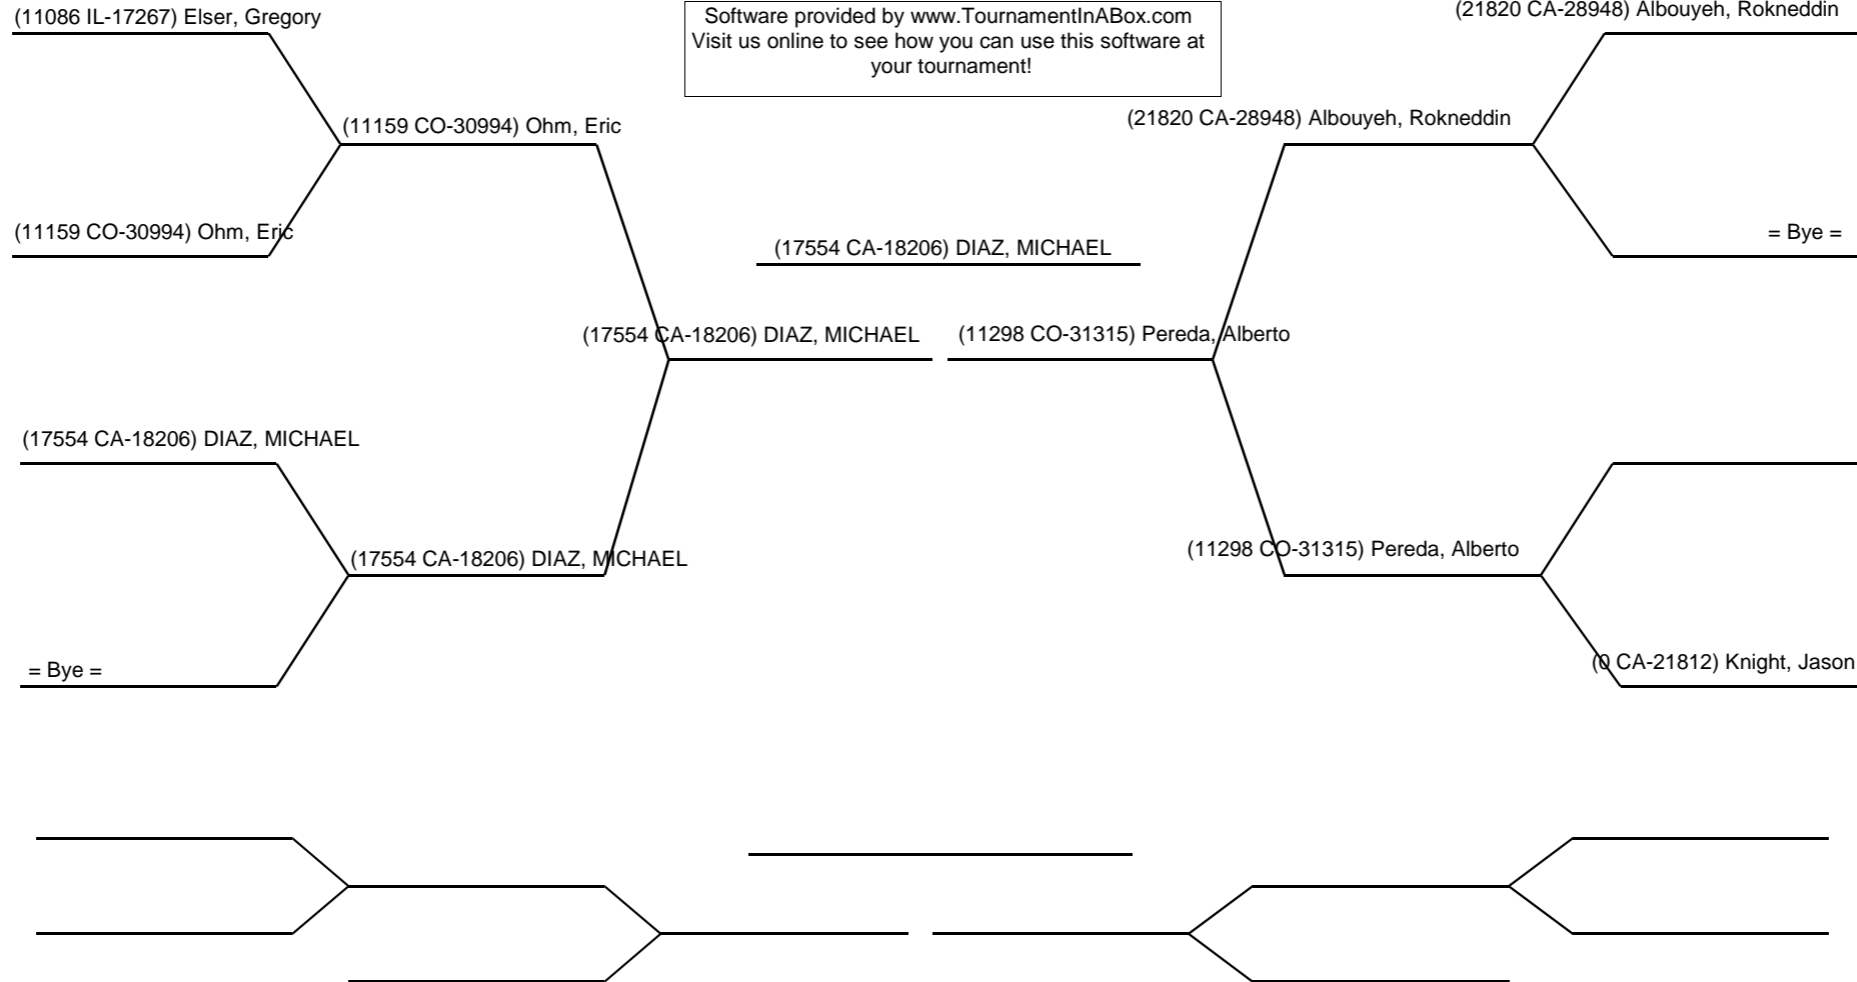 (11086 IL-17267) Elser, Gregory
Software provided by www.TournamentInABox.com
Visit us online to see how you can use this software at
your tournament!
(21820 CA-28948) Albouyeh, Rokneddin
(11159 CO-30994) Ohm, Eric
(21820 CA-28948) Albouyeh, Rokneddin
(11159 CO-30994) Ohm, Eric
= Bye =
(17554 CA-18206) DIAZ, MICHAEL
(17554 CA-18206) DIAZ, MICHAEL
(11298 CO-31315) Pereda, Alberto
(17554 CA-18206) DIAZ, MICHAEL
(17554 CA-18206) DIAZ, MICHAEL
(11298 CO-31315) Pereda, Alberto
= Bye =
(0 CA-21812) Knight, Jason